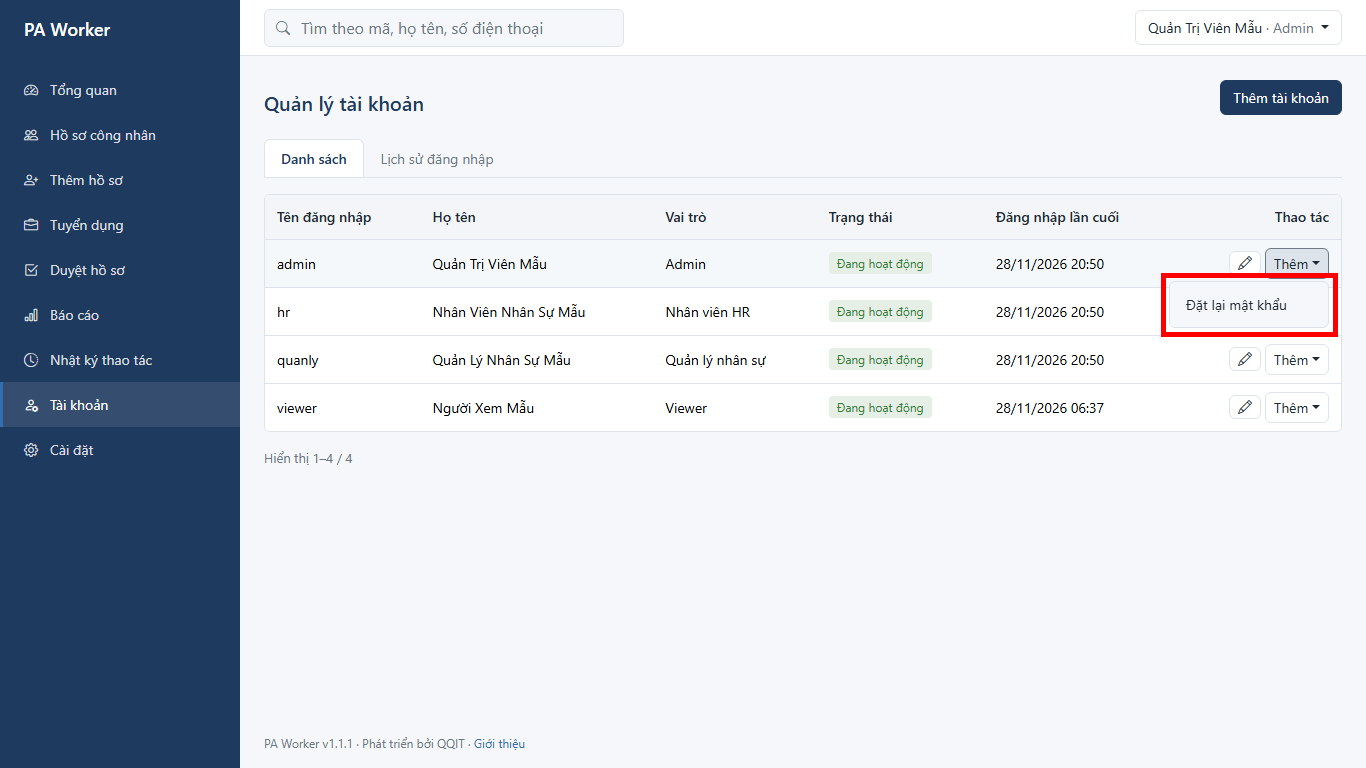 PA Worker
Tìm theo mã, họ tên, số điện thoại
Quản Trị Viên Mẫu · Admin
Tổng quan
Hồ sơ công nhân
Thêm hồ sơ
Tuyển dụng
Duyệt hồ sơ
Báo cáo
Nhật ký thao tác
Tài khoản
Cài đặt
Quản lý tài khoản
Thêm tài khoản
Danh sách Lịch sử đăng nhập
Tên đăng nhập Họ tên Vai trò Trạng thái Đăng nhập lần cuối Thao tác
admin Quản Trị Viên Mẫu Admin Đang hoạt động 28/11/2026 20:50 Thêm
Đặt lại mật khẩu
hr Nhân Viên Nhân Sự Mẫu Nhân viên HR Đang hoạt động 28/11/2026 20:50
quanly Quản Lý Nhân Sự Mẫu Quản lý nhân sự Đang hoạt động 28/11/2026 20:50 Thêm
viewer Người Xem Mẫu Viewer Đang hoạt động 28/11/2026 06:37 Thêm
Hiển thị 1–4 / 4
PA Worker v1.1.1 · Phát triển bởi QQIT · Giới thiệu